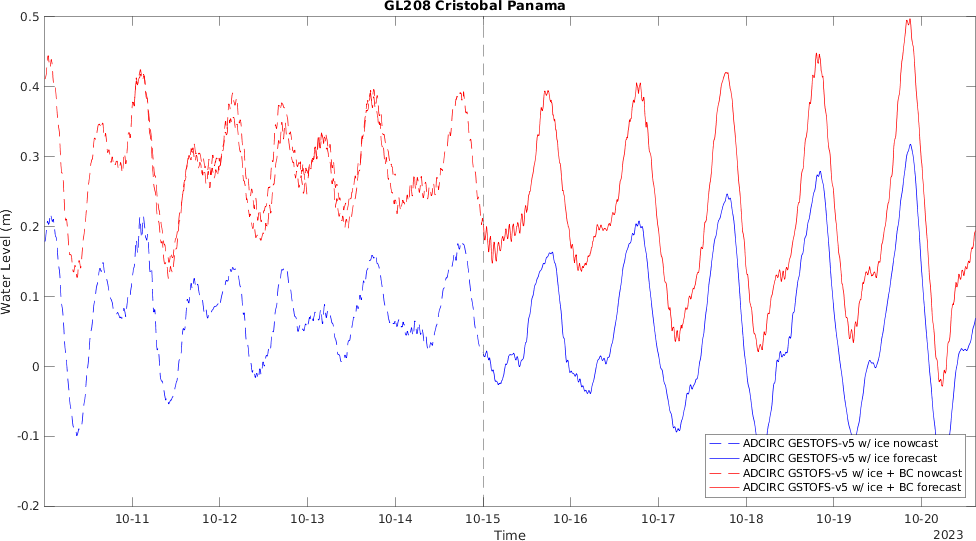 GL208 Cristobal Panama
0.5
0.4
0.3
0.2
0.1
0
-0.1
-0.2
Water Level (m)
10-11
10-12
10-13
10-14
10-15
10-16
10-17
10-18
10-19
10-20
Time
2023
ADCIRC GESTOFS-v5 w/ ice nowcast
ADCIRC GESTOFS-v5 w/ ice forecast
ADCIRC GSTOFS-v5 w/ ice + BC nowcast
ADCIRC GSTOFS-v5 w/ ice + BC forecast